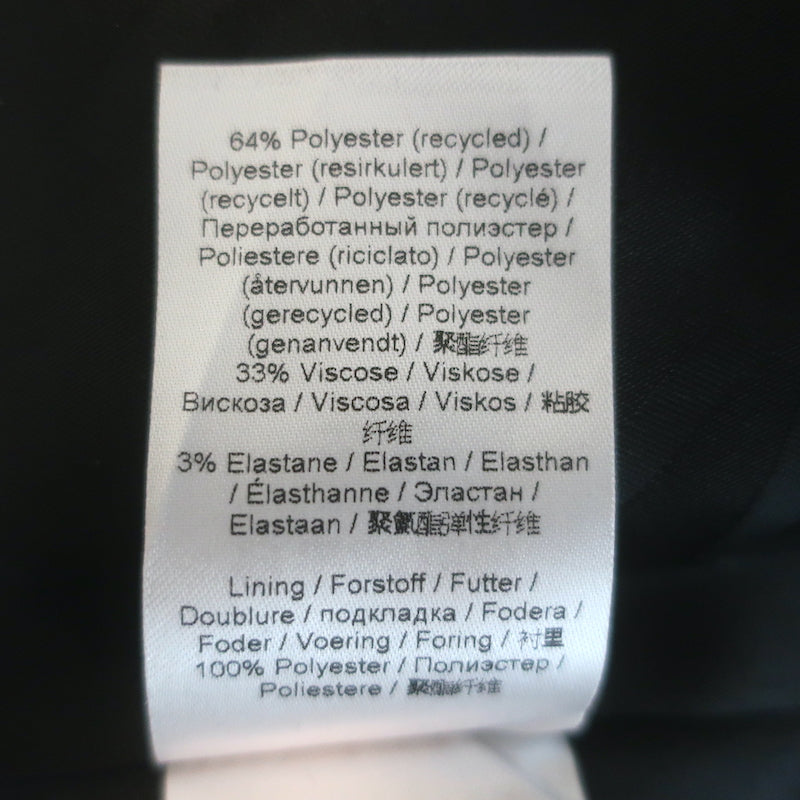 64% Polyester (recycled) /
Polyester (resirkulert) / Polyester
(recycelt) / Polyester (recyclé) /
Переработанный полиэстер /
Poliestere (riciclato) / Polyester
(återvunnen) / Polyester
(gerecycled) / Polyester
(genanvendt) / 聚酯纤维
33% Viscose / Viskose /
Вискоза / Viscosa / Viskos / 粘胶
纤维
3% Elastane / Elastan / Elasthan
/ Élasthanne / Эластан /
Elastaan / 聚氨酯弹性纤维
Lining / Forstoff / Futter /
Doublure / подкладка / Fodera /
Foder / Voering / Foring / 衬里
100% Polyester / Полиэстер /
Poliestere / 聚酯纤维